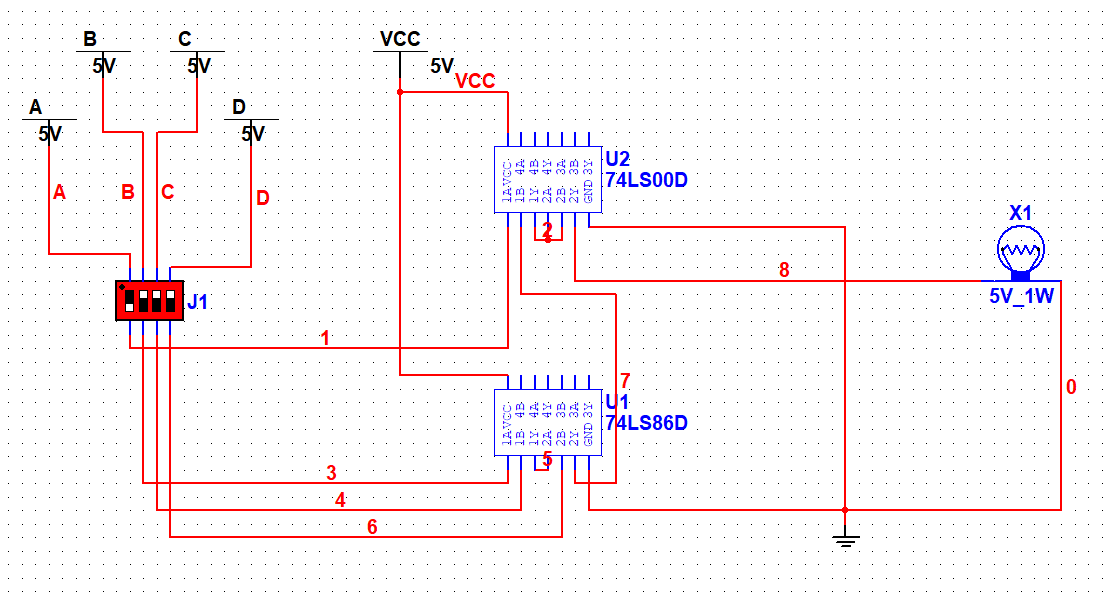 B
5V
C
5V
VCC
5V
VCC
A
5V
D
5V
A
B
C
D
U2
74LS00D
1A VCC
1B 4A
1Y 4B
2A 4Y
2B 3A
2Y 3B
GND 3Y
2
X1
5V_1W
8
J1
1
7
0
U1
74LS86D
1A VCC
1B 4B
1Y 4A
2A 4Y
2B 3B
2Y 3A
GND 3Y
5
3
4
6